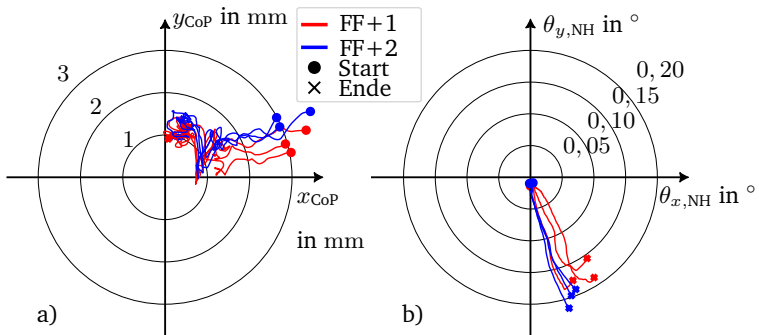 y_CoP in mm
3
2
1
x_CoP
in mm
a)
FF+1
FF+2
Start
Ende
θ_y,NH in °
0,20
0,15
0,10
0,05
θ_x,NH in °
b)